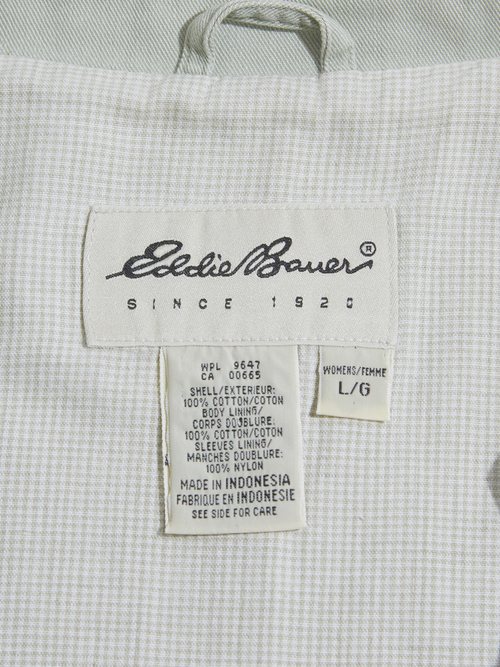 Eddie Bauer®
SINCE 1920
WPL 9647
CA 00665
SHELL/EXTERIEUR:
100% COTTON/COTON
BODY LINING/
CORPS DOUBLURE:
100% COTTON/COTON
SLEEVES LINING/
MANCHES DOUBLURE:
100% NYLON
MADE IN INDONESIA
FABRIQUE EN INDONESIE
SEE SIDE FOR CARE
WOMENS/FEMME
L/G